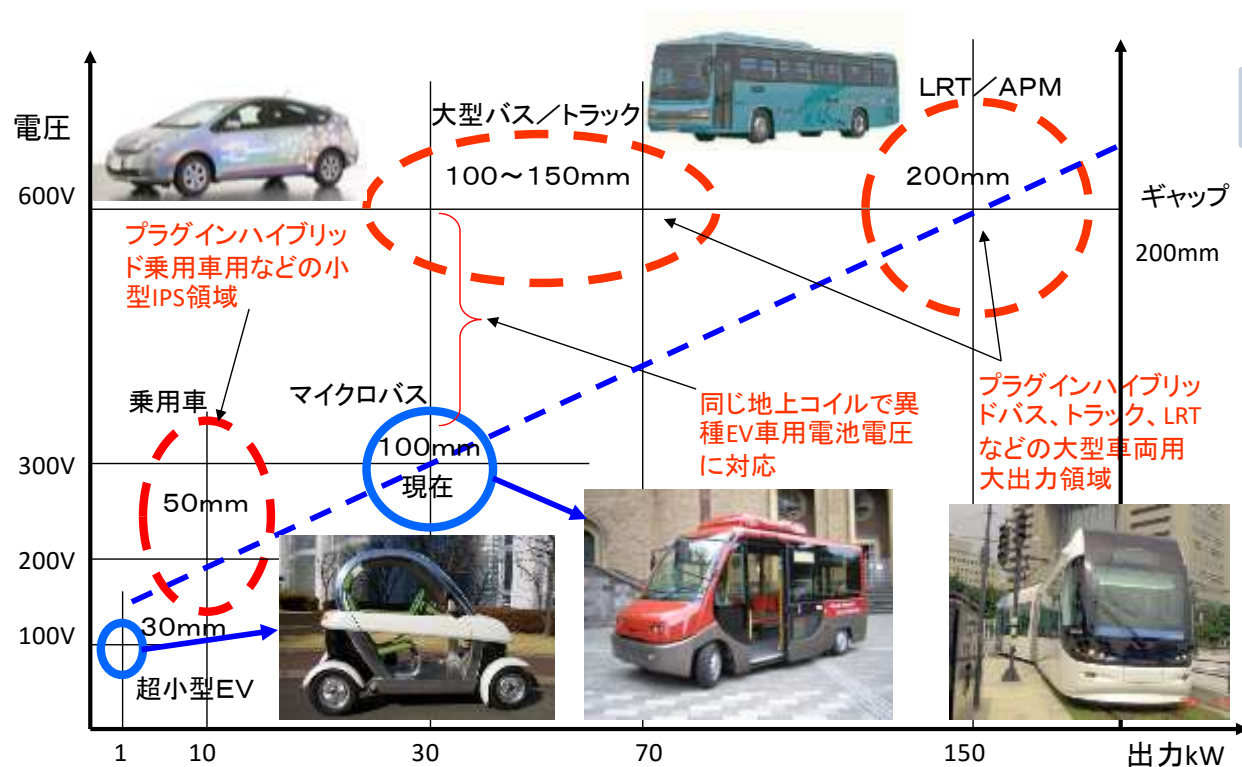 電圧
600V
300V
200V
100V
大型バス／トラック
100～150mm
LRT／APM
200mm
ギャップ
200mm
プラグインハイブリッ
ド乗用車用などの小
型IPS領域
乗用車
50mm
マイクロバス
100mm
現在
同じ地上コイルで異
種EV車用電池電圧
に対応
プラグインハイブリッ
ドバス、トラック、LRT
などの大型車両用
大出力領域
30mm
超小型EV
1
10
30
70
150
出力kW